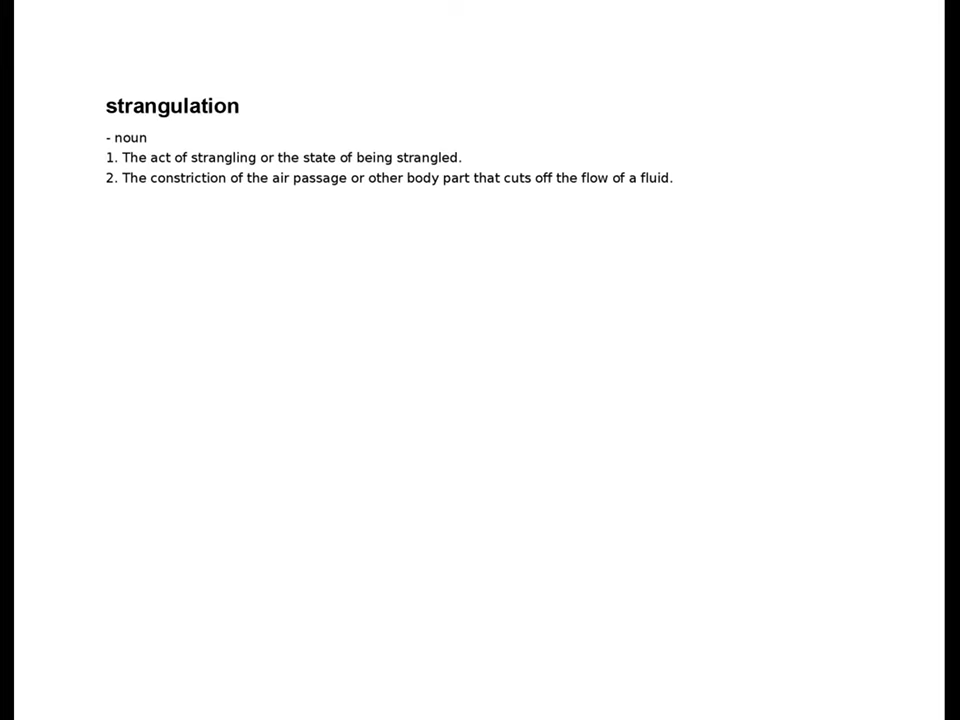 strangulation
- noun
1. The act of strangling or the state of being strangled.
2. The constriction of the air passage or other body part that cuts off the flow of a fluid.